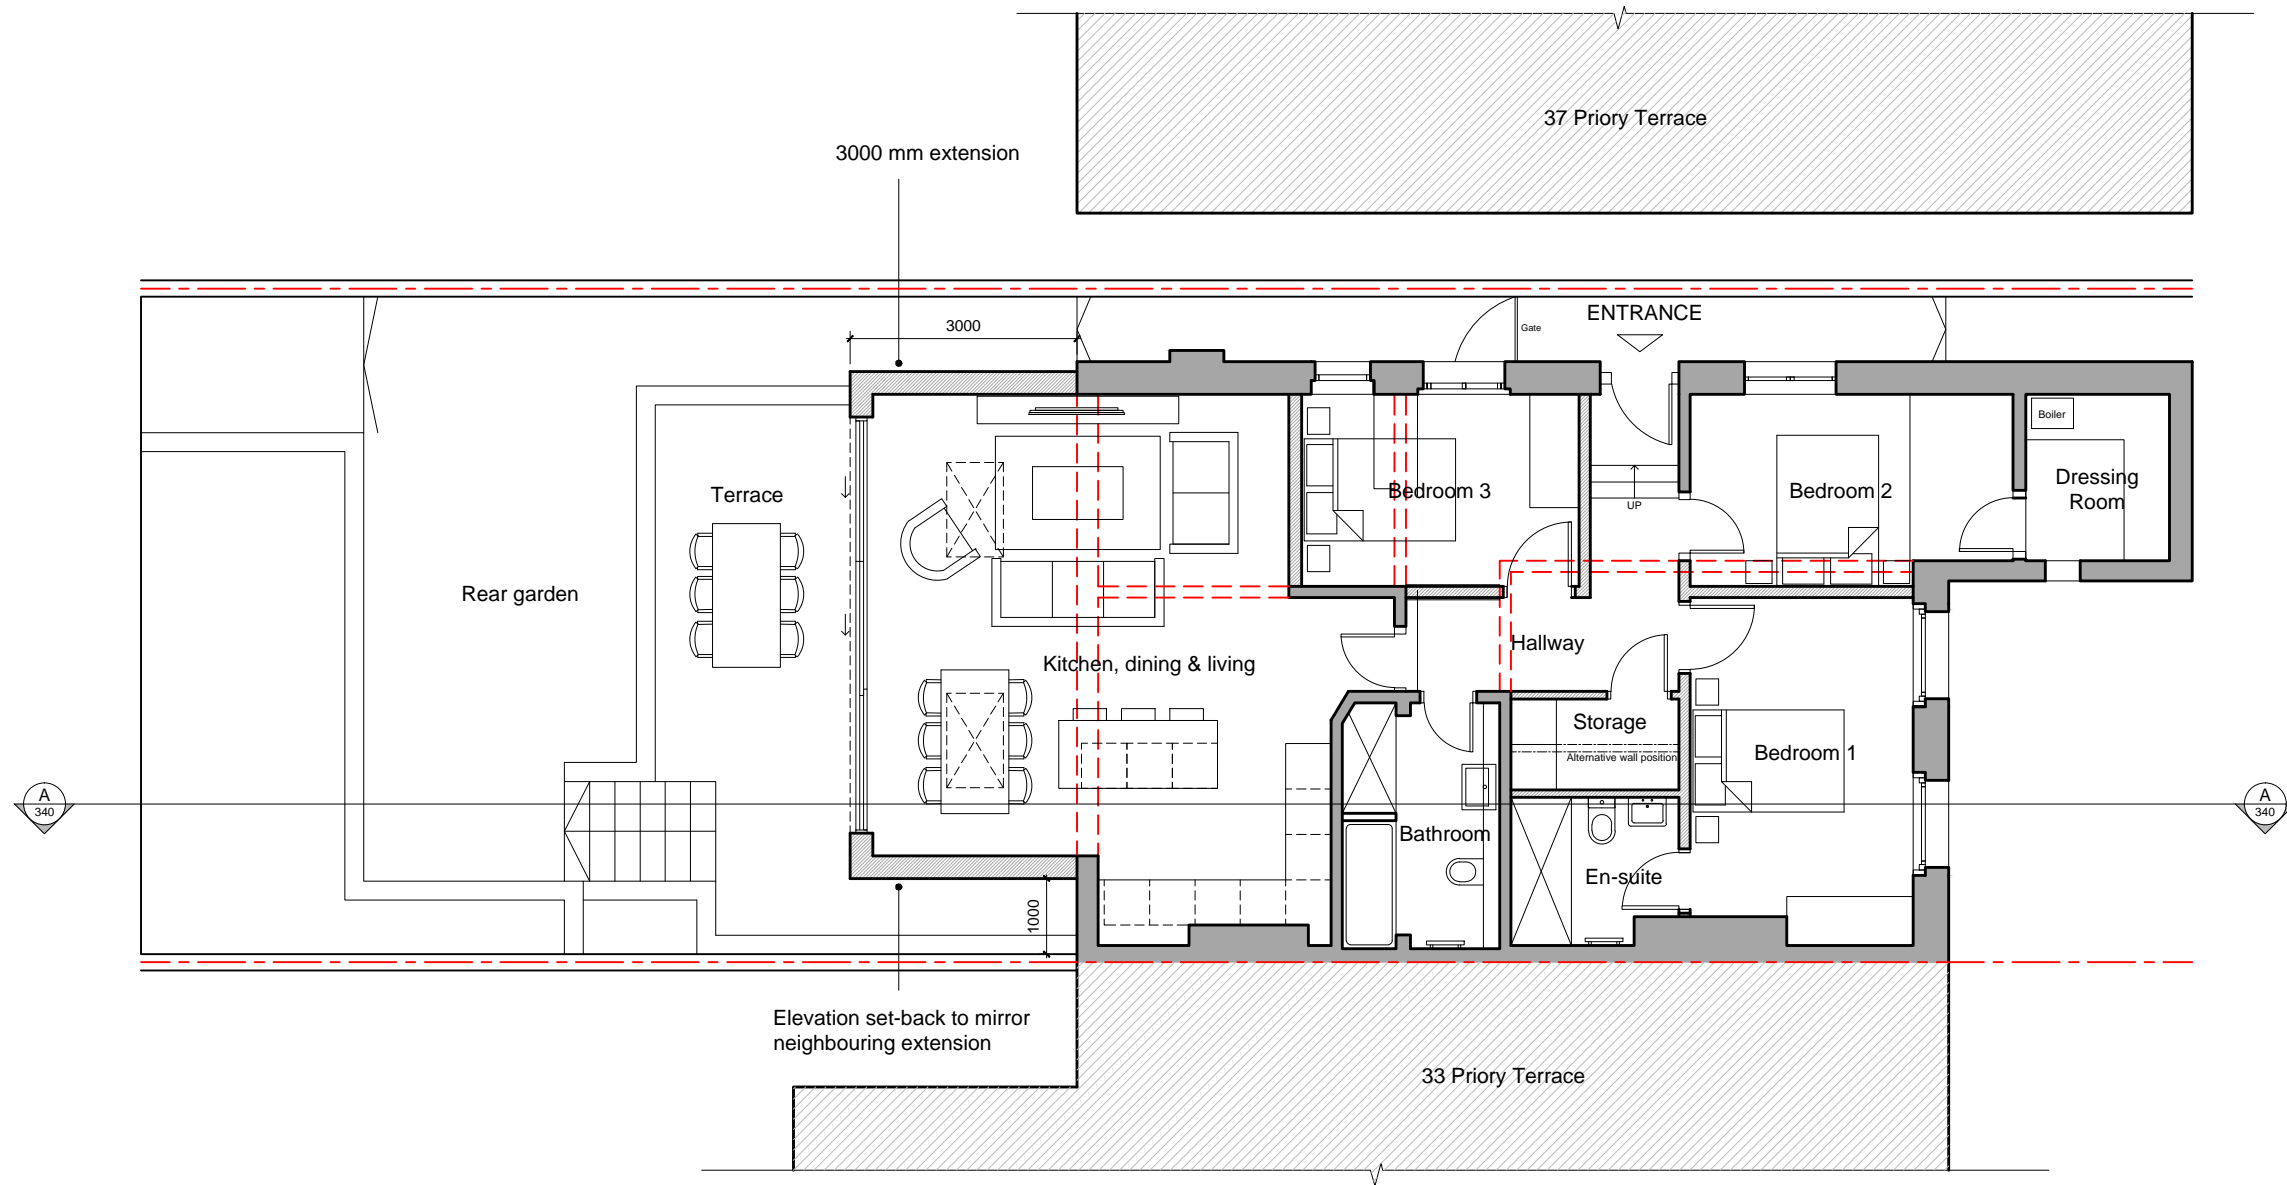 37 Priory Terrace
3000 mm extension
ENTRANCE
3000
Gate
Boiler
Terrace
Bedroom 3
UP
Bedroom 2
Dressing
Room
Rear garden
Hallway
Kitchen, dining & living
Storage
Alternative wall position
Bedroom 1
A
340
A
340
Bathroom
En-suite
1000
Elevation set-back to mirror
neighbouring extension
33 Priory Terrace